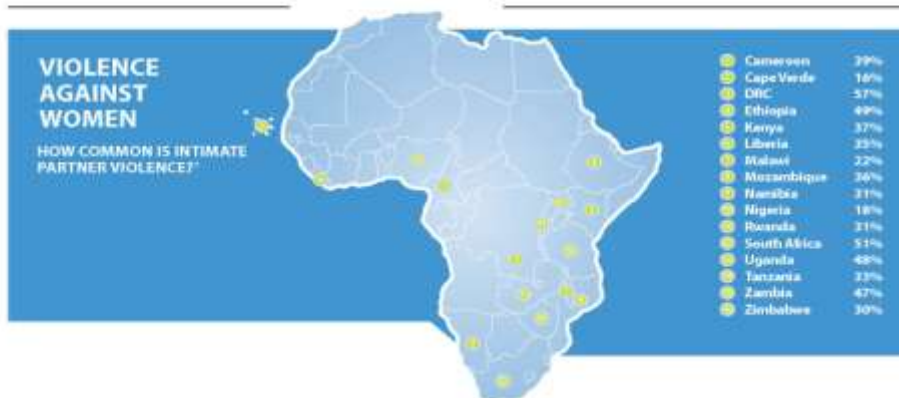 VIOLENCE
AGAINST
WOMEN
HOW COMMON IS INTIMATE
PARTNER VIOLENCE?*
Cameroon 39%
Cape Verde 16%
DRC 57%
Ethiopia 49%
Kenya 37%
Liberia 35%
Malawi 22%
Mozambique 36%
Namibia 31%
Nigeria 18%
Rwanda 31%
South Africa 51%
Uganda 48%
Tanzania 33%
Zambia 47%
Zimbabwe 30%